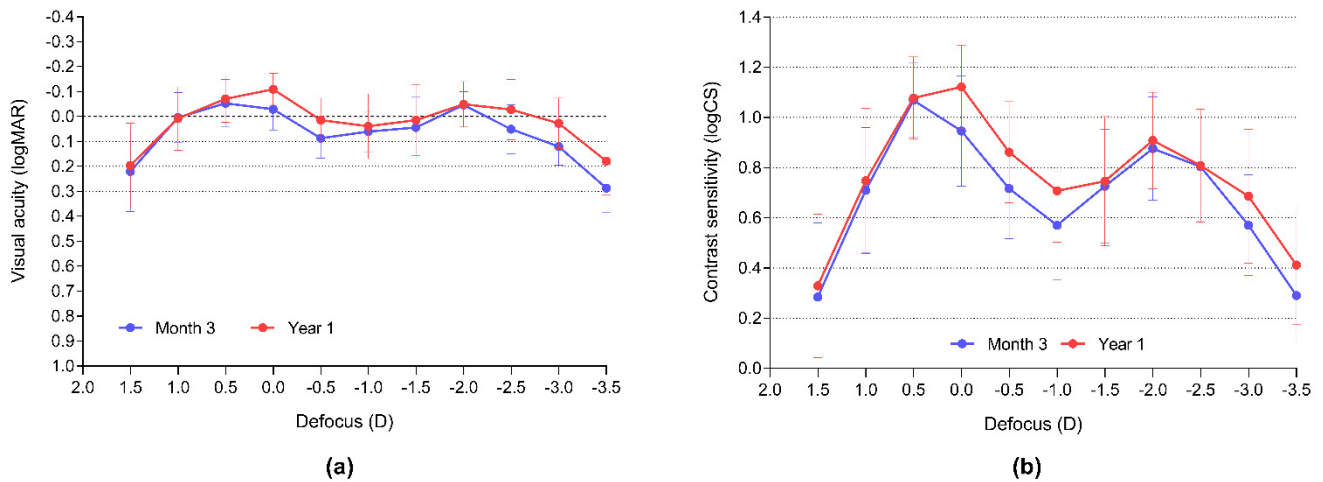 -0.4
-0.3
-0.2
-0.1
0.0
0.1
0.2
0.3
0.4
0.5
0.6
0.7
0.8
0.9
1.0
Visual acuity (logMAR)
Month 3 Year 1
2.0 1.5 1.0 0.5 0.0 -0.5 -1.0 -1.5 -2.0 -2.5 -3.0 -3.5
Defocus (D)
(a)
1.4
1.2
1.0
0.8
0.6
0.4
0.2
0.0
Contrast sensitivity (logCS)
Month 3 Year 1
2.0 1.5 1.0 0.5 0.0 -0.5 -1.0 -1.5 -2.0 -2.5 -3.0 -3.5
Defocus (D)
(b)